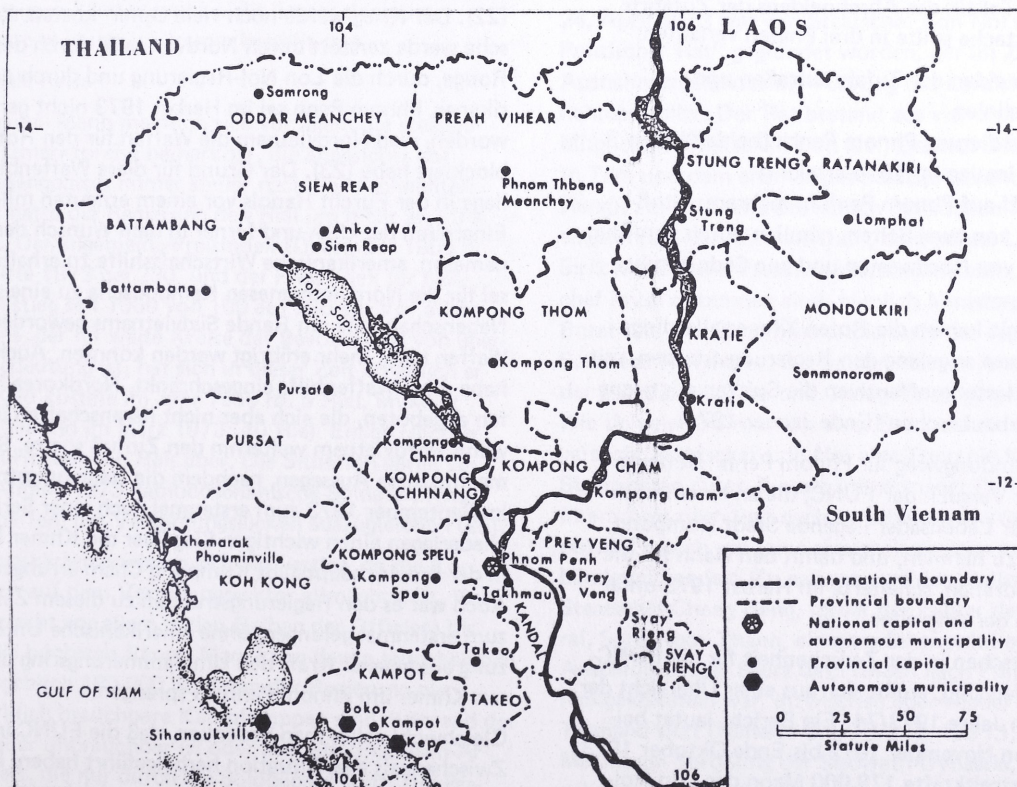 THAILAND
104
106
LAOS
Samrong
ODDAR MEANCHEY
PREAH VIHEAR
-14-
-14-
STUNG TRENG
RATANAKIRI
SIEM REAP
Phnam Thbeng
Meanchey
Stung
Treng
Lomphat
BATTAMBANG
Ankor Wat
Siem Reap
Battambang
Tonle Sap
KOMPONG THOM
MONDOLKIRI
KRATIE
Kompong Thom
Senmonoron
Pursat
Kratie
PURSAT
Kompong
Chhnang
KOMPONG
CHAM
KOMPONG
CHHNANG
-12
-12-
Kompong Cham
South Vietnam
Khemarak
Phouminville
KOMPONG SPEU
PREY VENG
Phnom Penh
KOH KONG
Kompong
Speu
Prey
Veng
Takhmau
KANDAL
Svay
Rieng
SVAY
RIENG
Takeo
KAMPOT
TAKEO
GULF OF SIAM
Bokor
Sihanoukville
Kampot
Kep
104
106
International boundary
Province boundary
National capital and
autonomous municipality
Provincial capital
Autonomous municipality
0 25 50 75
Statute Miles